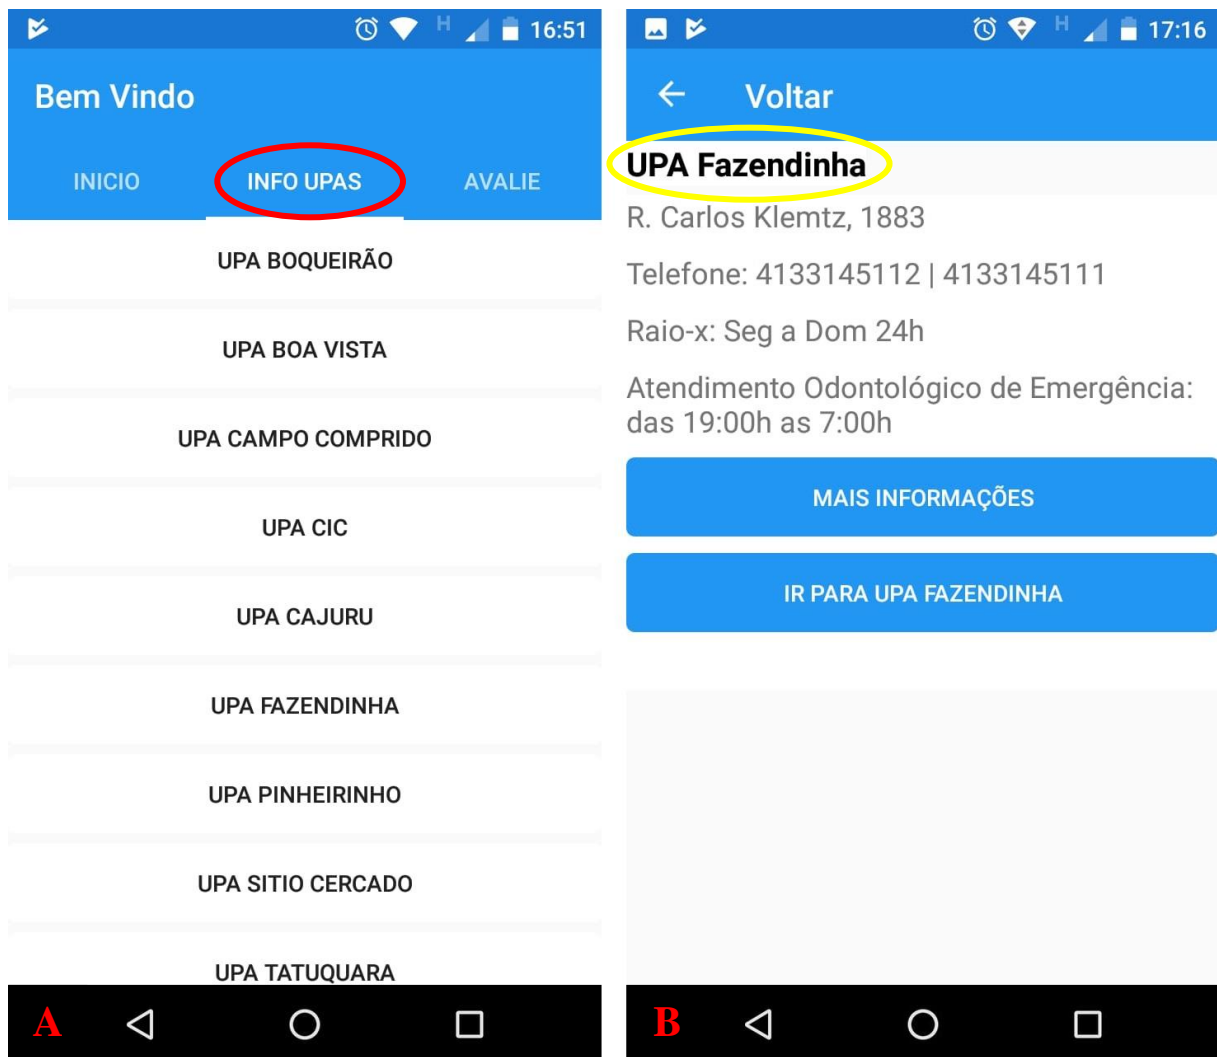 H 16:51
Bem Vindo
INICIO INFO UPAS AVALIE
UPA BOQUEIRÃO
UPA BOA VISTA
UPA CAMPO COMPRIDO
UPA CIC
UPA CAJURU
UPA FAZENDINHA
UPA PINHEIRINHO
UPA SITIO CERCADO
UPA TATUQUARA
A
H 17:16
Voltar
UPA Fazendinha
R. Carlos Klemtz, 1883
Telefone: 4133145112 | 4133145111
Raio-x: Seg a Dom 24h
Atendimento Odontológico de Emergência:
das 19:00h as 7:00h
MAIS INFORMAÇÕES
IR PARA UPA FAZENDINHA
B